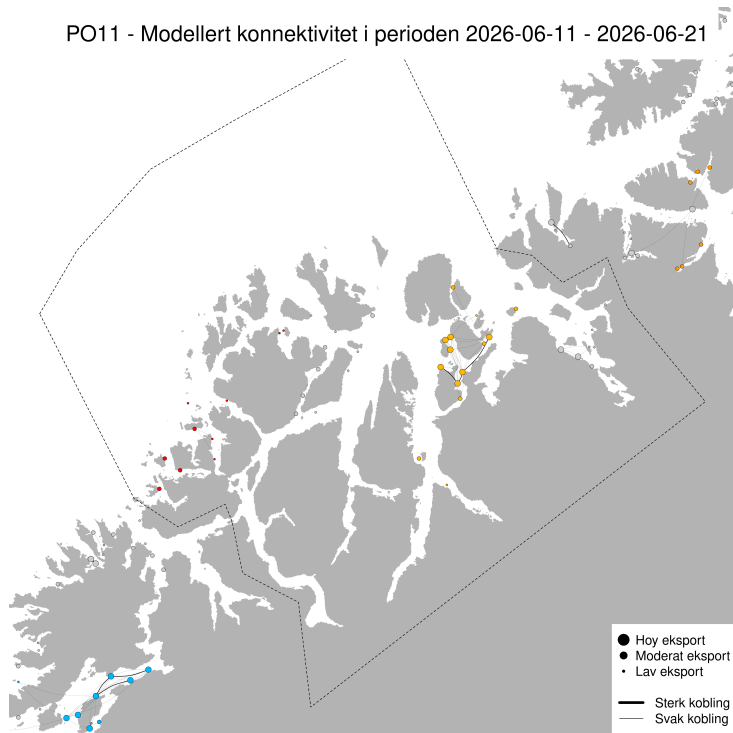 PO11 - Modellert konnektivitet i perioden 2026-06-11 - 2026-06-21
Hoy eksport
Moderat eksport
Lav eksport
Sterk kobling
Svak kobling